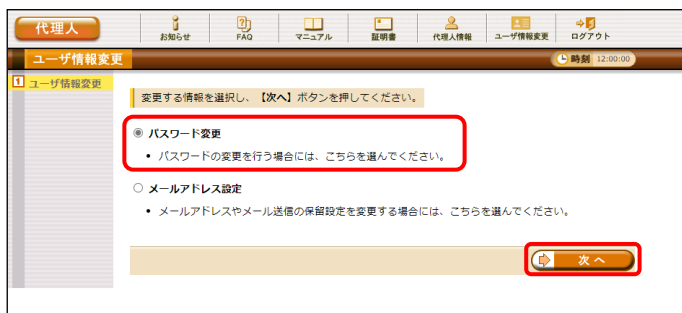 代理人
お知らせ
FAQ
マニュアル
証明書
代理人情報
ユーザ情報変更
ログアウト
ユーザ情報変更
時刻 12:00:00
1 ユーザ情報変更
変更する情報を選択し、【次へ】ボタンを押してください。
パスワード変更
• パスワードの変更を行う場合には、こちらを選んでください。
メールアドレス設定
• メールアドレスやメール送信の保留設定を変更する場合には、こちらを選んでください。
次 へ